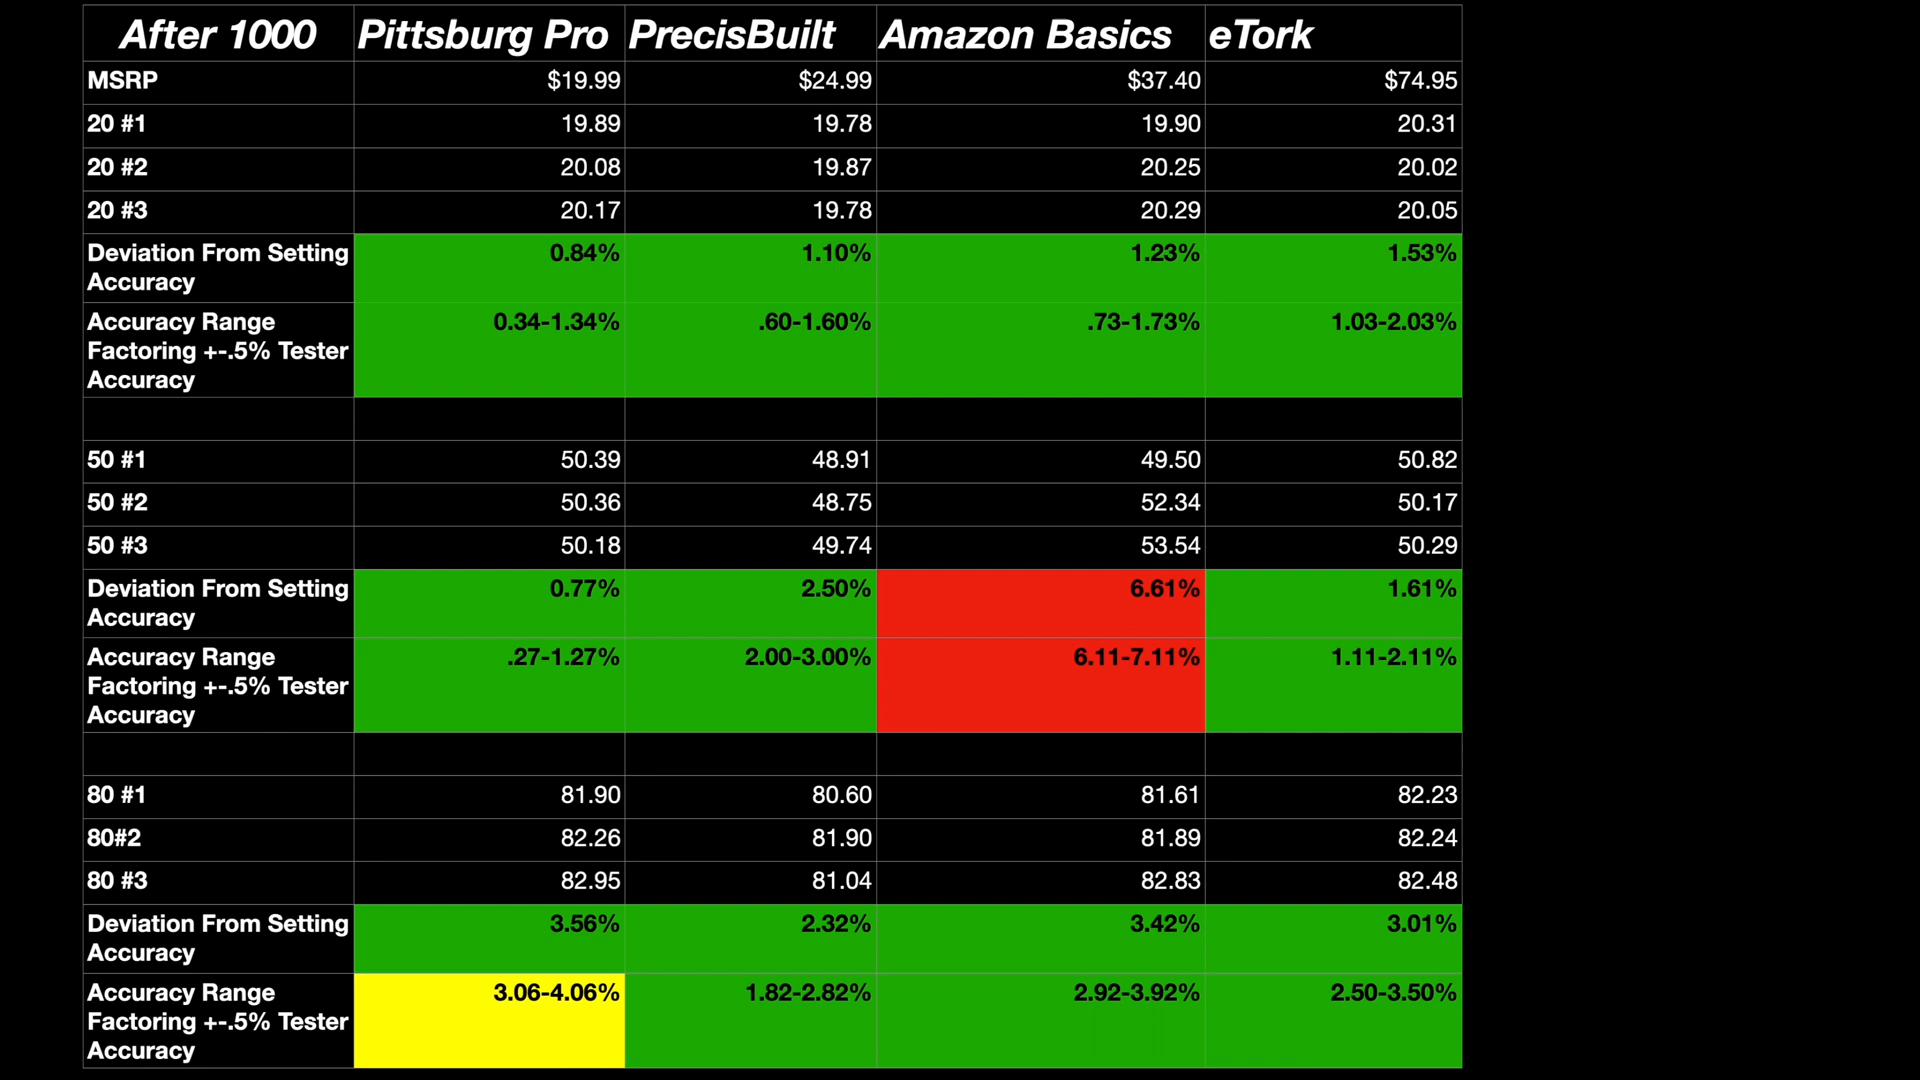 After 1000 Pittsburg Pro PrecisBuilt Amazon Basics eTork
MSRP $19.99 $24.99 $37.40 $74.95
20 #1 19.89 19.78 19.90 20.31
20 #2 20.08 19.87 20.25 20.02
20 #3 20.17 19.78 20.29 20.05
Deviation From Setting 0.84% 1.10% 1.23% 1.53%
Accuracy
Accuracy Range 0.34-1.34% .60-1.60% .73-1.73% 1.03-2.03%
Factoring +-.5% Tester
Accuracy
50 #1 50.39 48.91 49.50 50.82
50 #2 50.36 48.75 52.34 50.17
50 #3 50.18 49.74 53.54 50.29
Deviation From Setting 0.77% 2.50% 6.61% 1.61%
Accuracy
Accuracy Range .27-1.27% 2.00-3.00% 6.11-7.11% 1.11-2.11%
Factoring +-.5% Tester
Accuracy
80 #1 81.90 80.60 81.61 82.23
80#2 82.26 81.90 81.89 82.24
80 #3 82.95 81.04 82.83 82.48
Deviation From Setting 3.56% 2.32% 3.42% 3.01%
Accuracy
Accuracy Range 3.06-4.06% 1.82-2.82% 2.92-3.92% 2.50-3.50%
Factoring +-.5% Tester
Accuracy